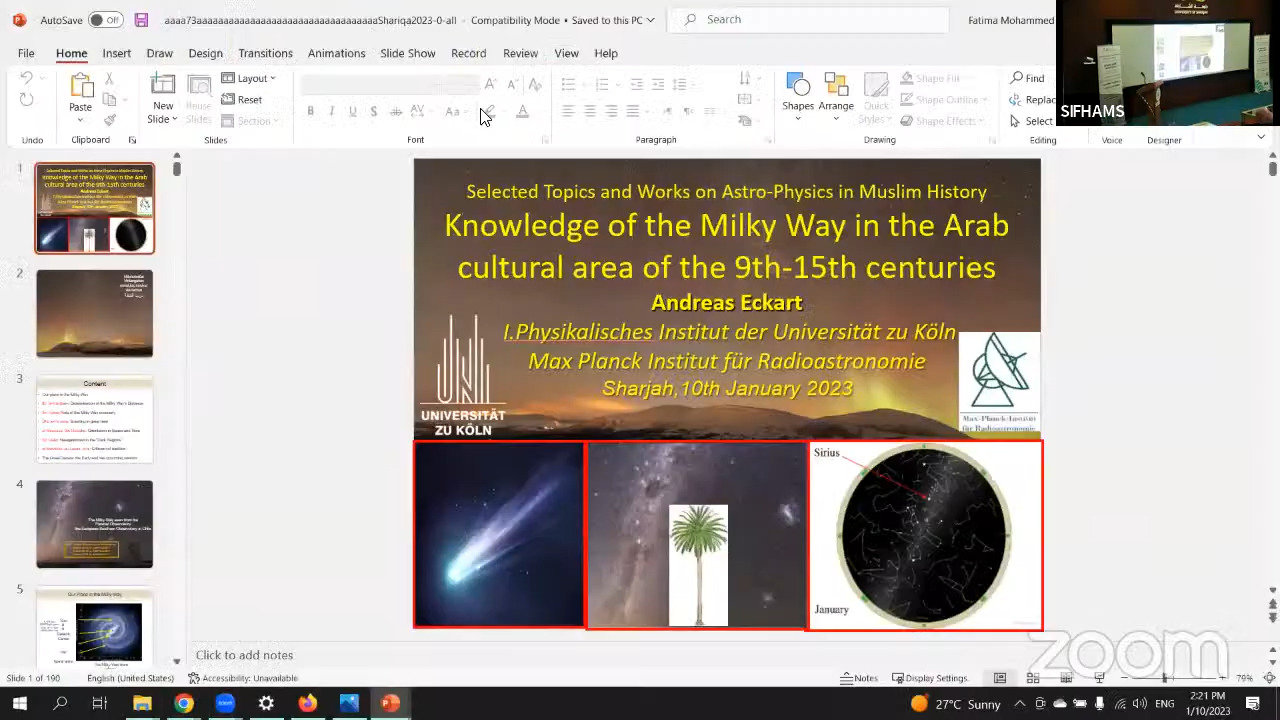 AutoSave
Off
aaa73aaaaaaaaaaaaaaaaaaaaaaaaaSharjza2023-0-all - Compatibility Mode • Saved to this PC
Search
Fatima Mohammed
File
Home
Insert
Draw
Design
Transitions
Animations
Slide Show
Review
View
Help
Paste
New
Slide
Reuse
Slides
Layout
Reset
Section
Shapes
Arrange
Quick
Styles
Shape Fill
Shape Outline
Shape Effects
Find
Replac
Select
Clipboard
Slides
Font
Paragraph
Drawing
Editing
Voice
Designer
SIFHAMS
Content
4
5
Our Place in the Milky Way
Selected Topics and Works on Astro-Physics in Muslim History
Knowledge of the Milky Way in the Arab
cultural area of the 9th-15th centuries
Andreas Eckart
I.Physikalisches Institut der Universität zu Köln
Max Planck Institut für Radioastronomie
Sharjah,10th January 2023
UNIVERSITÄT
ZU KÖLN
Max-Planck-Institut
für Radioastronomie
Sirius
January
Click to add notes
Slide 1 of 190
English (United States)
Accessibility: Unavailable
Notes
Display Settings
79%
zoom
27°C Sunny
ENG
2:21 PM
1/10/2023